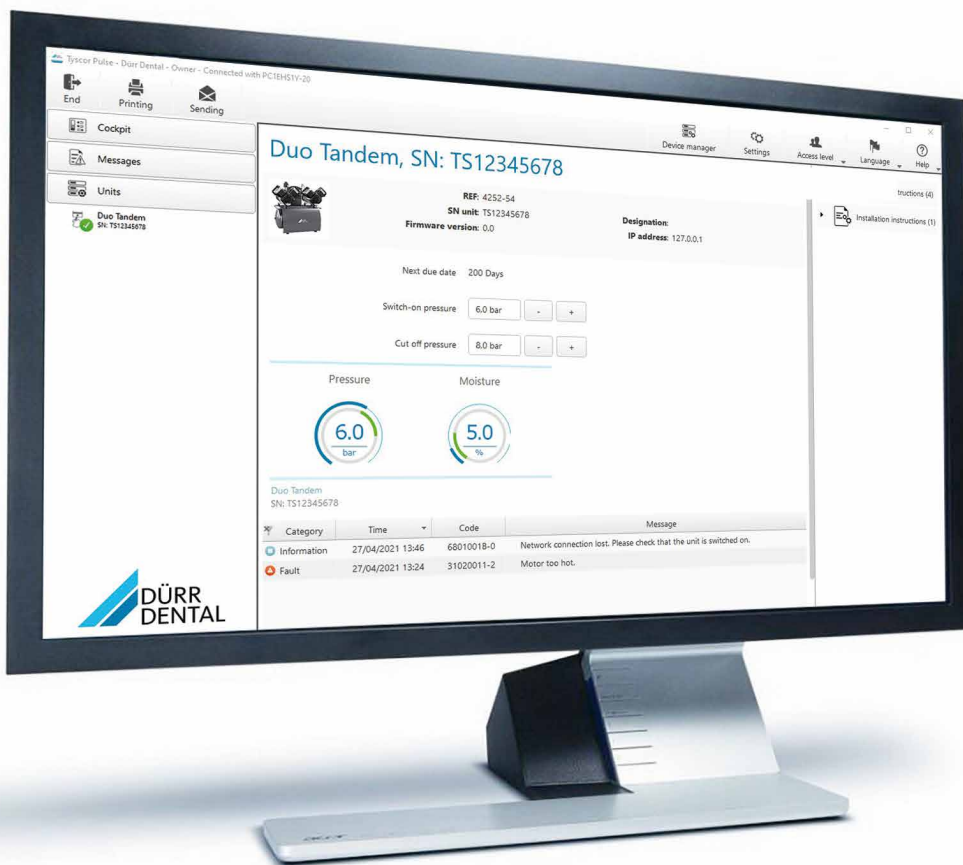 Tyscor Pulse - Dürr Dental - Owner - Connected with PC1EHS1Y-20
End
Printing
Sending
Device manager
Settings
Access level
Language
Help
Cockpit
Messages
Units
Duo Tandem
SN: TS12345678
Duo Tandem, SN: TS12345678
REF: 4252-54
SN unit: TS12345678
Firmware version: 0.0
Designation:
IP address: 127.0.0.1
tructions (4)
Installation instructions (1)
Next due date 200 Days
Switch-on pressure 6.0 bar - +
Cut off pressure 8.0 bar - +
Pressure
Moisture
6.0
bar
5.0
%
Duo Tandem
SN: TS12345678
Category Time Code Message
Information 27/04/2021 13:46 6801001B-0 Network connection lost. Please check that the unit is switched on.
Fault 27/04/2021 13:24 31020011-2 Motor too hot.
DÜRR
DENTAL
acer